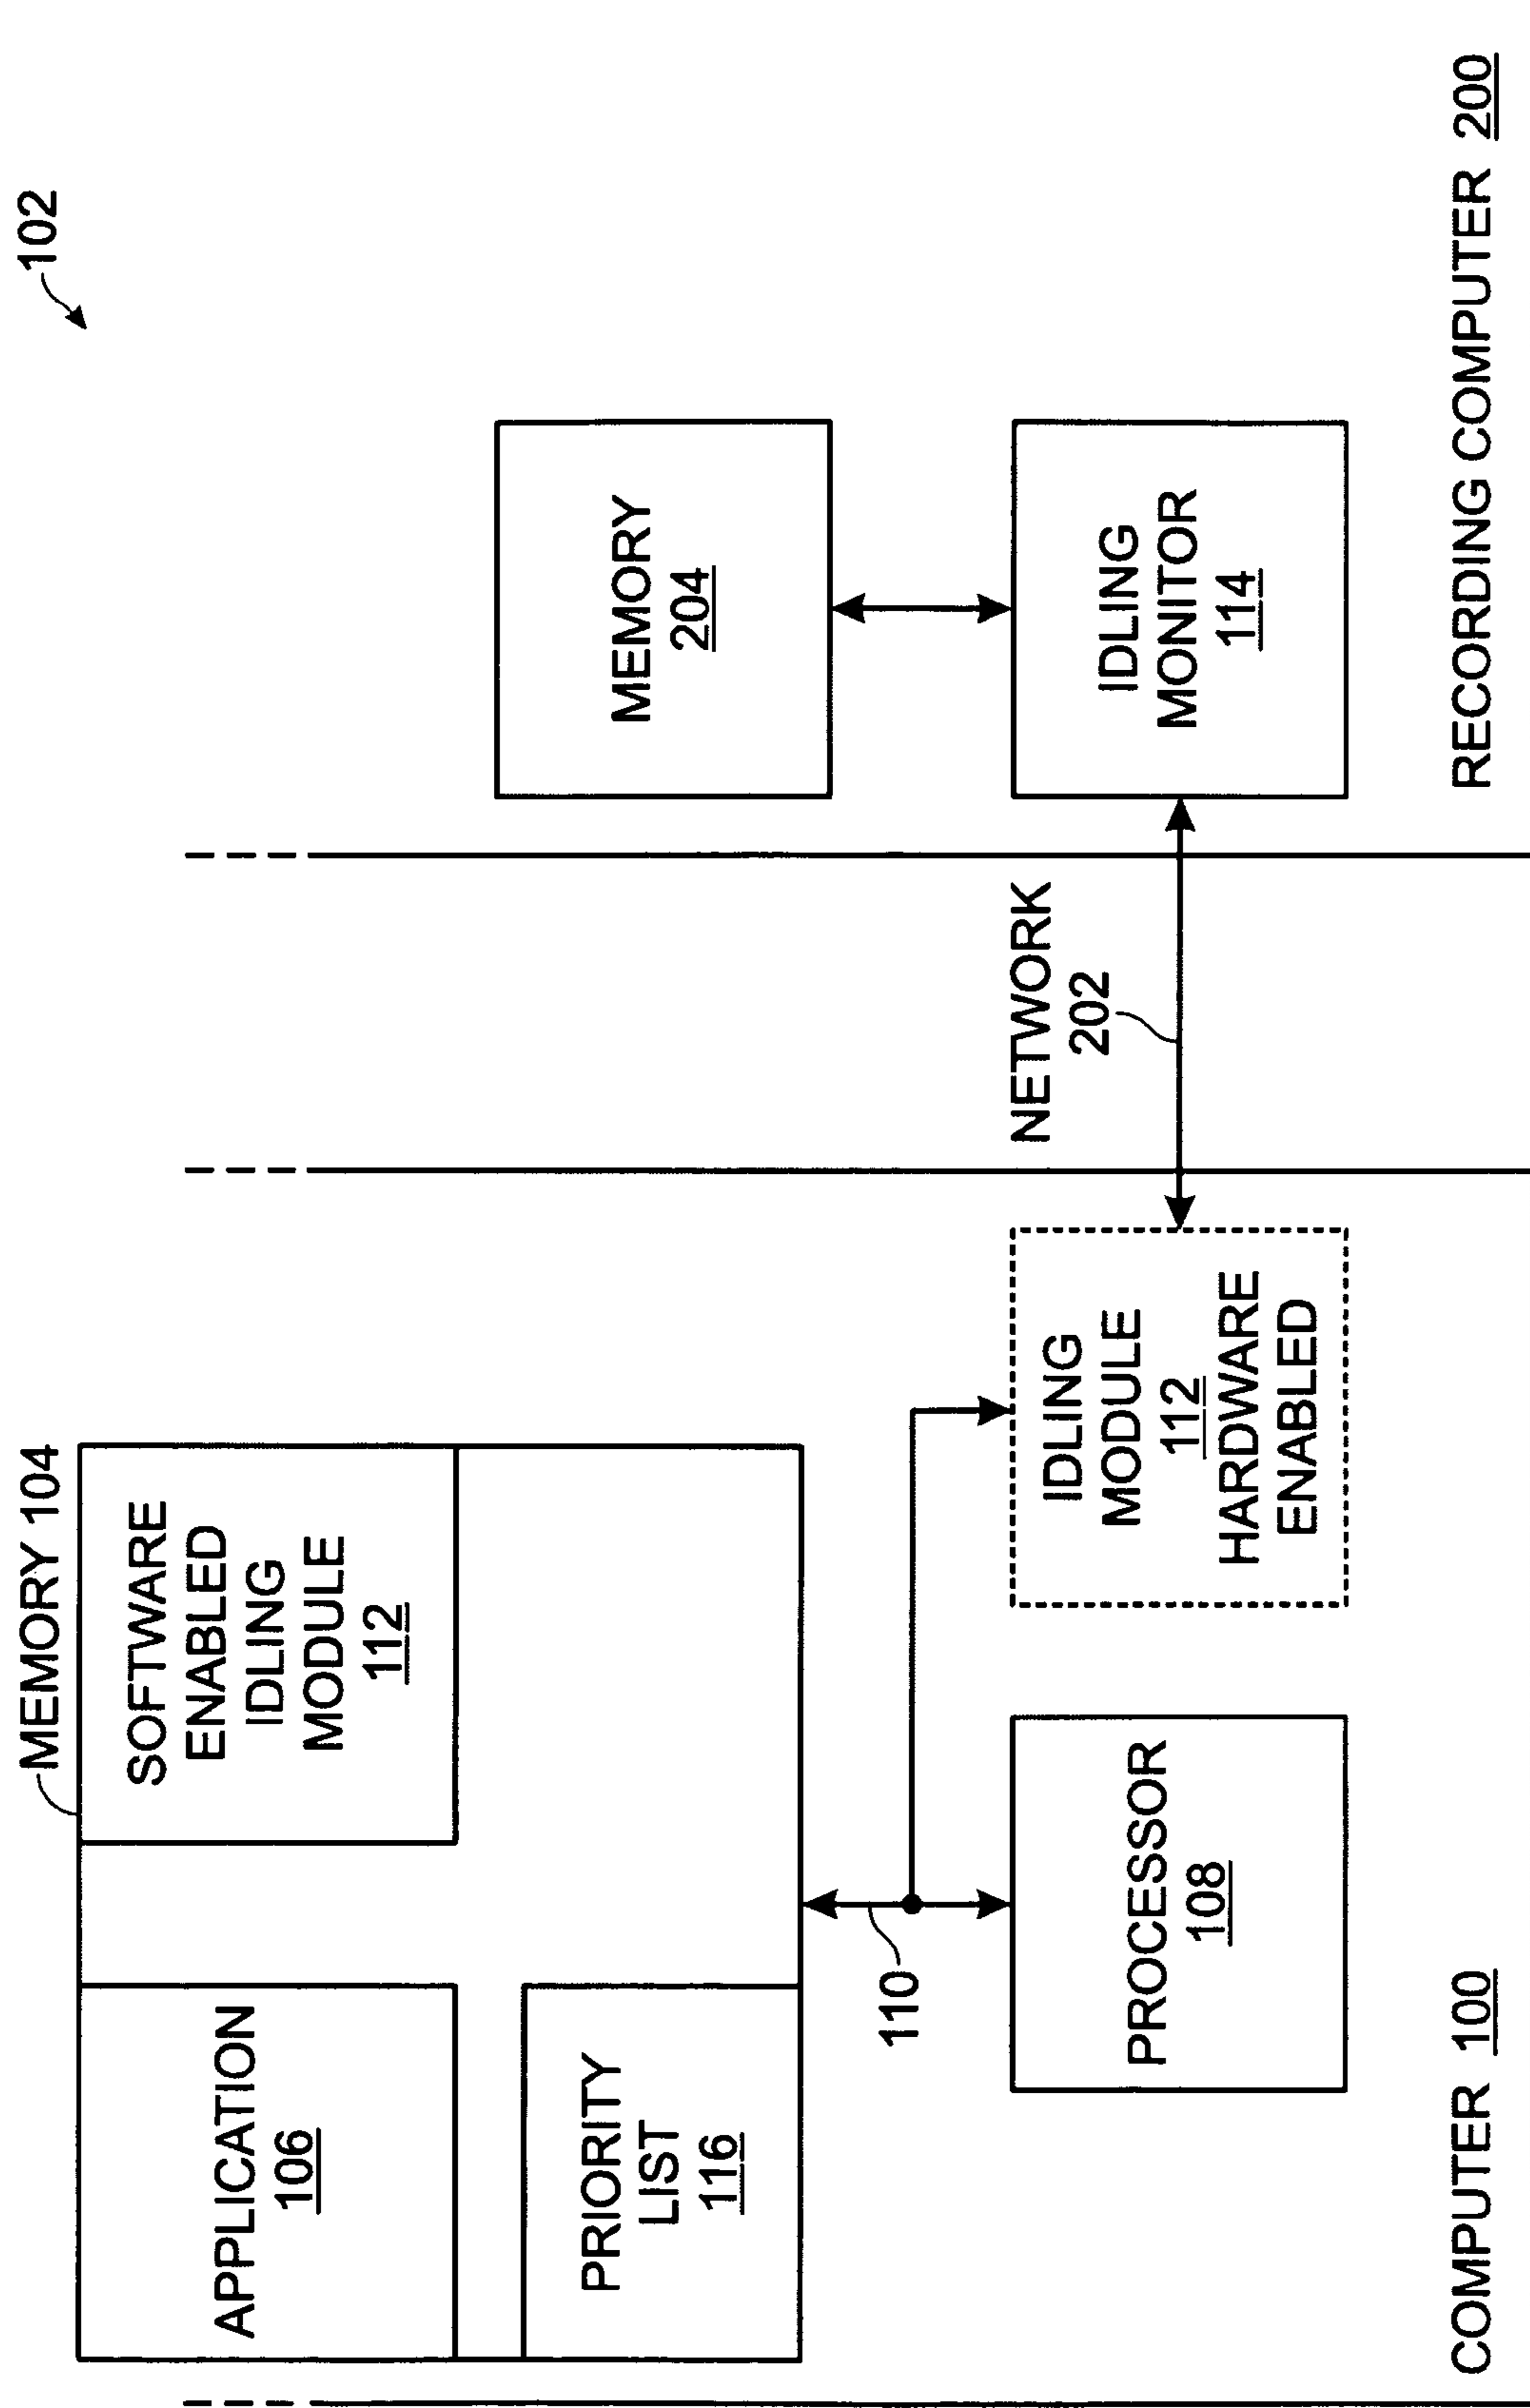 102
MEMORY 104
APPLICATION
106
SOFTWARE
ENABLED
IDLING
MODULE
112
PRIORITY
LIST
116
110
PROCESSOR
108
IDLING
MODULE
112
HARDWARE
ENABLED
NETWORK
202
MEMORY
204
IDLING
MONITOR
114
COMPUTER 100
RECORDING COMPUTER 200